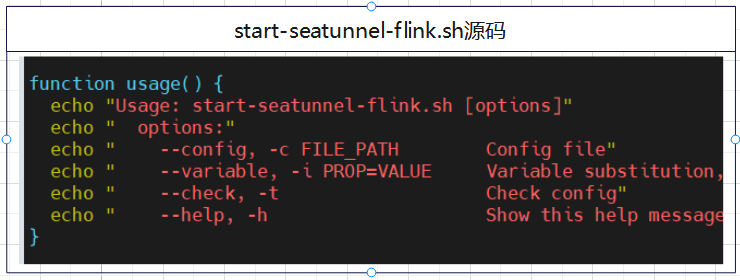 start-seatunnel-flink.sh源码
function usage() {
  echo "Usage: start-seatunnel-flink.sh [options]"
  echo "  options:"
  echo "    --config, -c FILE_PATH        Config file"
  echo "    --variable, -i PROP=VALUE     Variable substitution,
  echo "    --check, -t                   Check config"
  echo "    --help, -h                    Show this help message
}